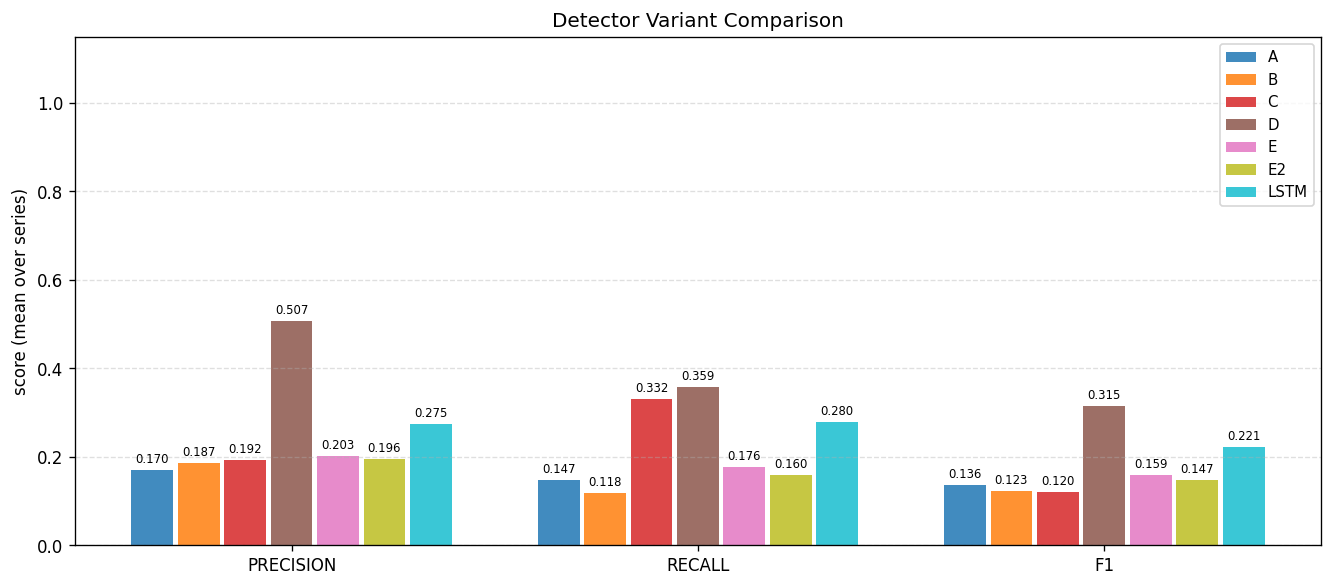 Detector Variant Comparison
score (mean over series)
1.0
0.8
0.6
0.4
0.2
0.0
A
B
C
D
E
E2
LSTM
0.170
0.187
0.192
0.507
0.203
0.196
0.275
0.147
0.118
0.332
0.359
0.176
0.160
0.280
0.136
0.123
0.120
0.315
0.159
0.147
0.221
PRECISION
RECALL
F1